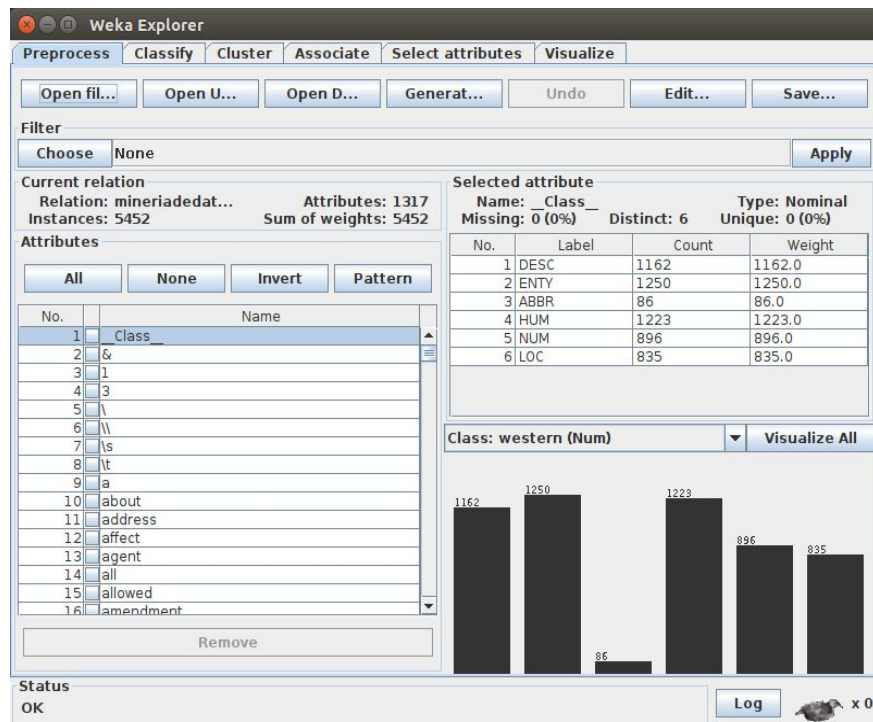 Weka Explorer
Preprocess Classify Cluster Associate Select attributes Visualize
Open fil... Open U... Open D... Generat... Undo Edit... Save...
Filter
Choose None Apply
Current relation
Relation: mineriadedat... Attributes: 1317
Instances: 5452 Sum of weights: 5452
Attributes
All None Invert Pattern
No. Name
1 __Class__
2 &
3 1
4 3
5 \
6 \\
7 \s
8 \t
9 a
10 about
11 address
12 affect
13 agent
14 all
15 allowed
16 amendment
Remove
Selected attribute
Name: __Class__ Type: Nominal
Missing: 0 (0%) Distinct: 6 Unique: 0 (0%)
No. Label Count Weight
1 DESC 1162 1162.0
2 ENTY 1250 1250.0
3 ABBR 86 86.0
4 HUM 1223 1223.0
5 NUM 896 896.0
6 LOC 835 835.0
Class: western (Num) Visualize All
1162 1250 86 1223 896 835
Status
OK Log x 0